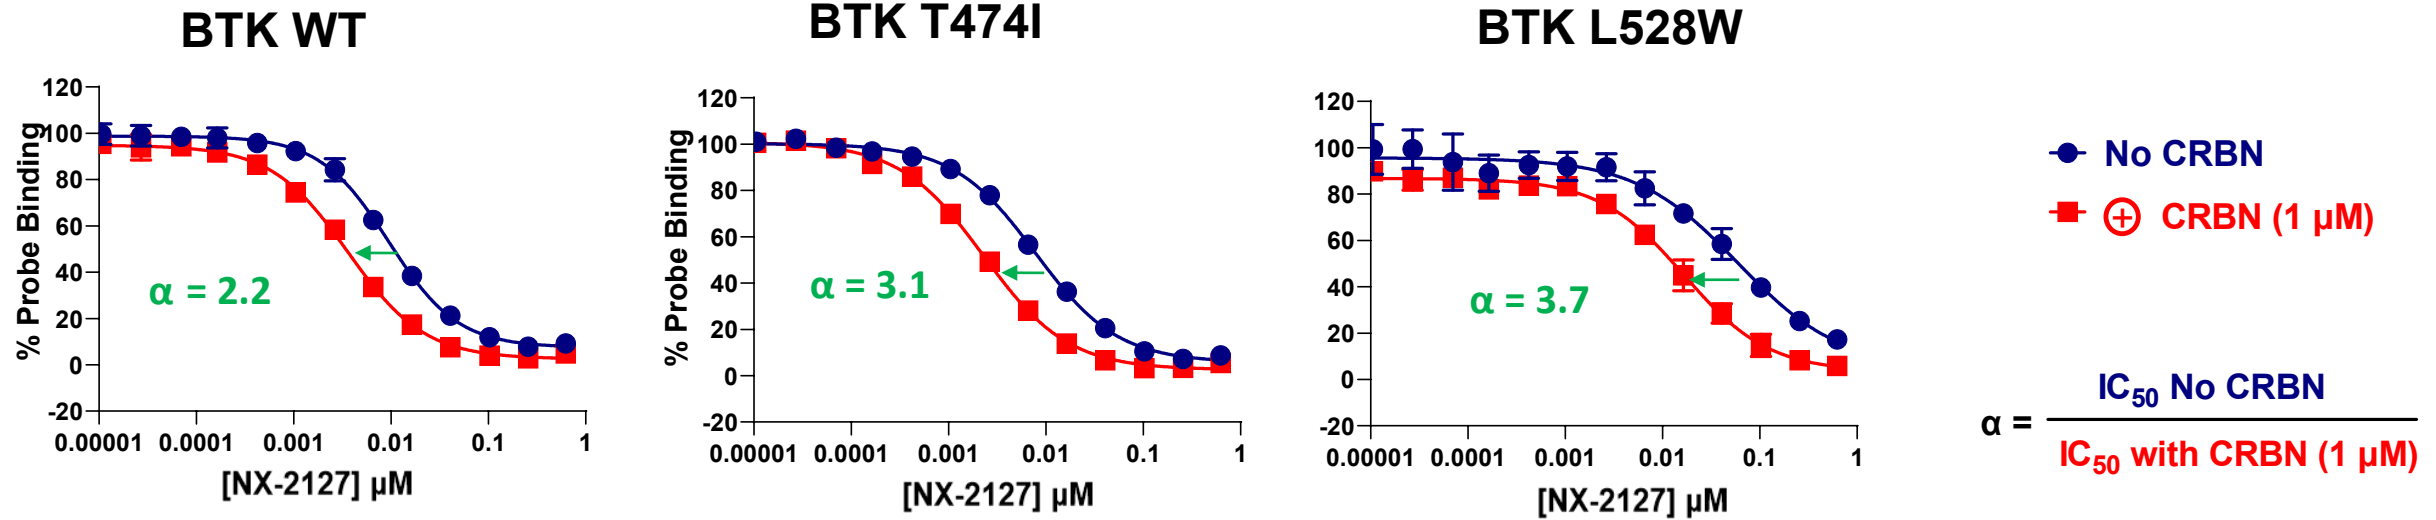 BTK WT
120
100
80
60
40
20
0
-20
% Probe Binding
α = 2.2
0.00001 0.0001 0.001 0.01 0.1 1
[NX-2127] µM
BTK T474I
120
100
80
60
40
20
0
-20
% Probe Binding
α = 3.1
0.00001 0.0001 0.001 0.01 0.1 1
[NX-2127] µM
BTK L528W
120
100
80
60
40
20
0
-20
α = 3.7
0.00001 0.0001 0.001 0.01 0.1 1
[NX-2127] µM
No CRBN
⊕ CRBN (1 µM)
IC50 No CRBN
α =
IC50 with CRBN (1 µM)